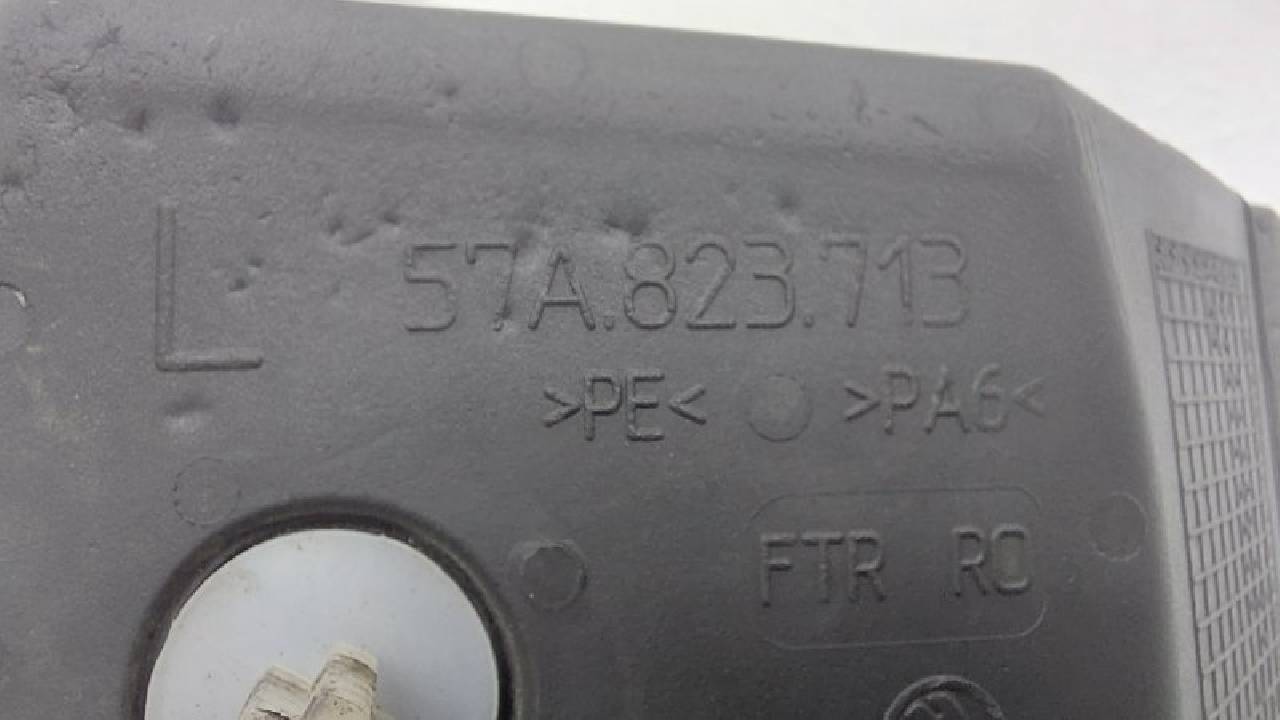 L 57A.823.713
>PE< >PA6<
FTR RO